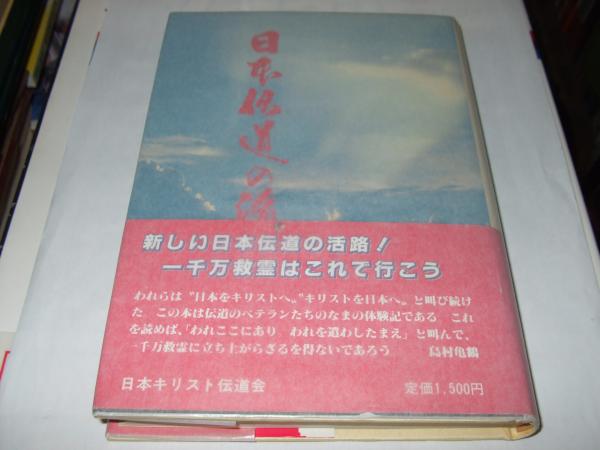 日本伝道の
新しい日本伝道の活路!
一千万救霊はこれで行こう
われらは“日本をキリストへ。”“キリストを日本へ。と叫び続け
た この本は伝道のベテランたちのなまの体験記である これ
を読めば、「われここにあり われを遣わしたまえ」と叫んで、
一千万救霊に立ち上がらざるを得ないであろう 島村亀鶴
日本キリスト伝道会 定価1,500円